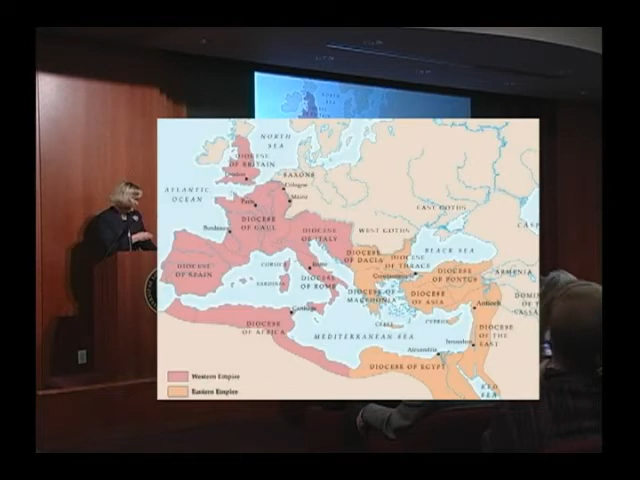 NORTH
SEA
DIOCESE
OF BRITAIN
London
SAXONS
Cologne
ATLANTIC
OCEAN
Paris
Mainz
DIOCESE
OF GAUL
EAST GOTHS
Bordeaux
DIOCESE
OF ITALY
WEST GOTHS
BLACK SEA
DIOCESE
OF DACIA
DIOCESE
OF THRACE
CORSICA
Rome
DIOCESE
OF SPAIN
DIOCESE
OF ROME
SARDINIA
DIOCESE OF
PONTUS
ARMENIA
DIOCESE OF
MACEDONIA
DIOCESE OF
ASIA
Carthage
Antioch
DIOCESE
OF AFRICA
CRETE
CYPRUS
DIOCESE
OF THE
EAST
MEDITERRANEAN SEA
Jerusalem
Alexandria
DIOCESE OF EGYPT
RED
SEA
Western Empire
Eastern Empire